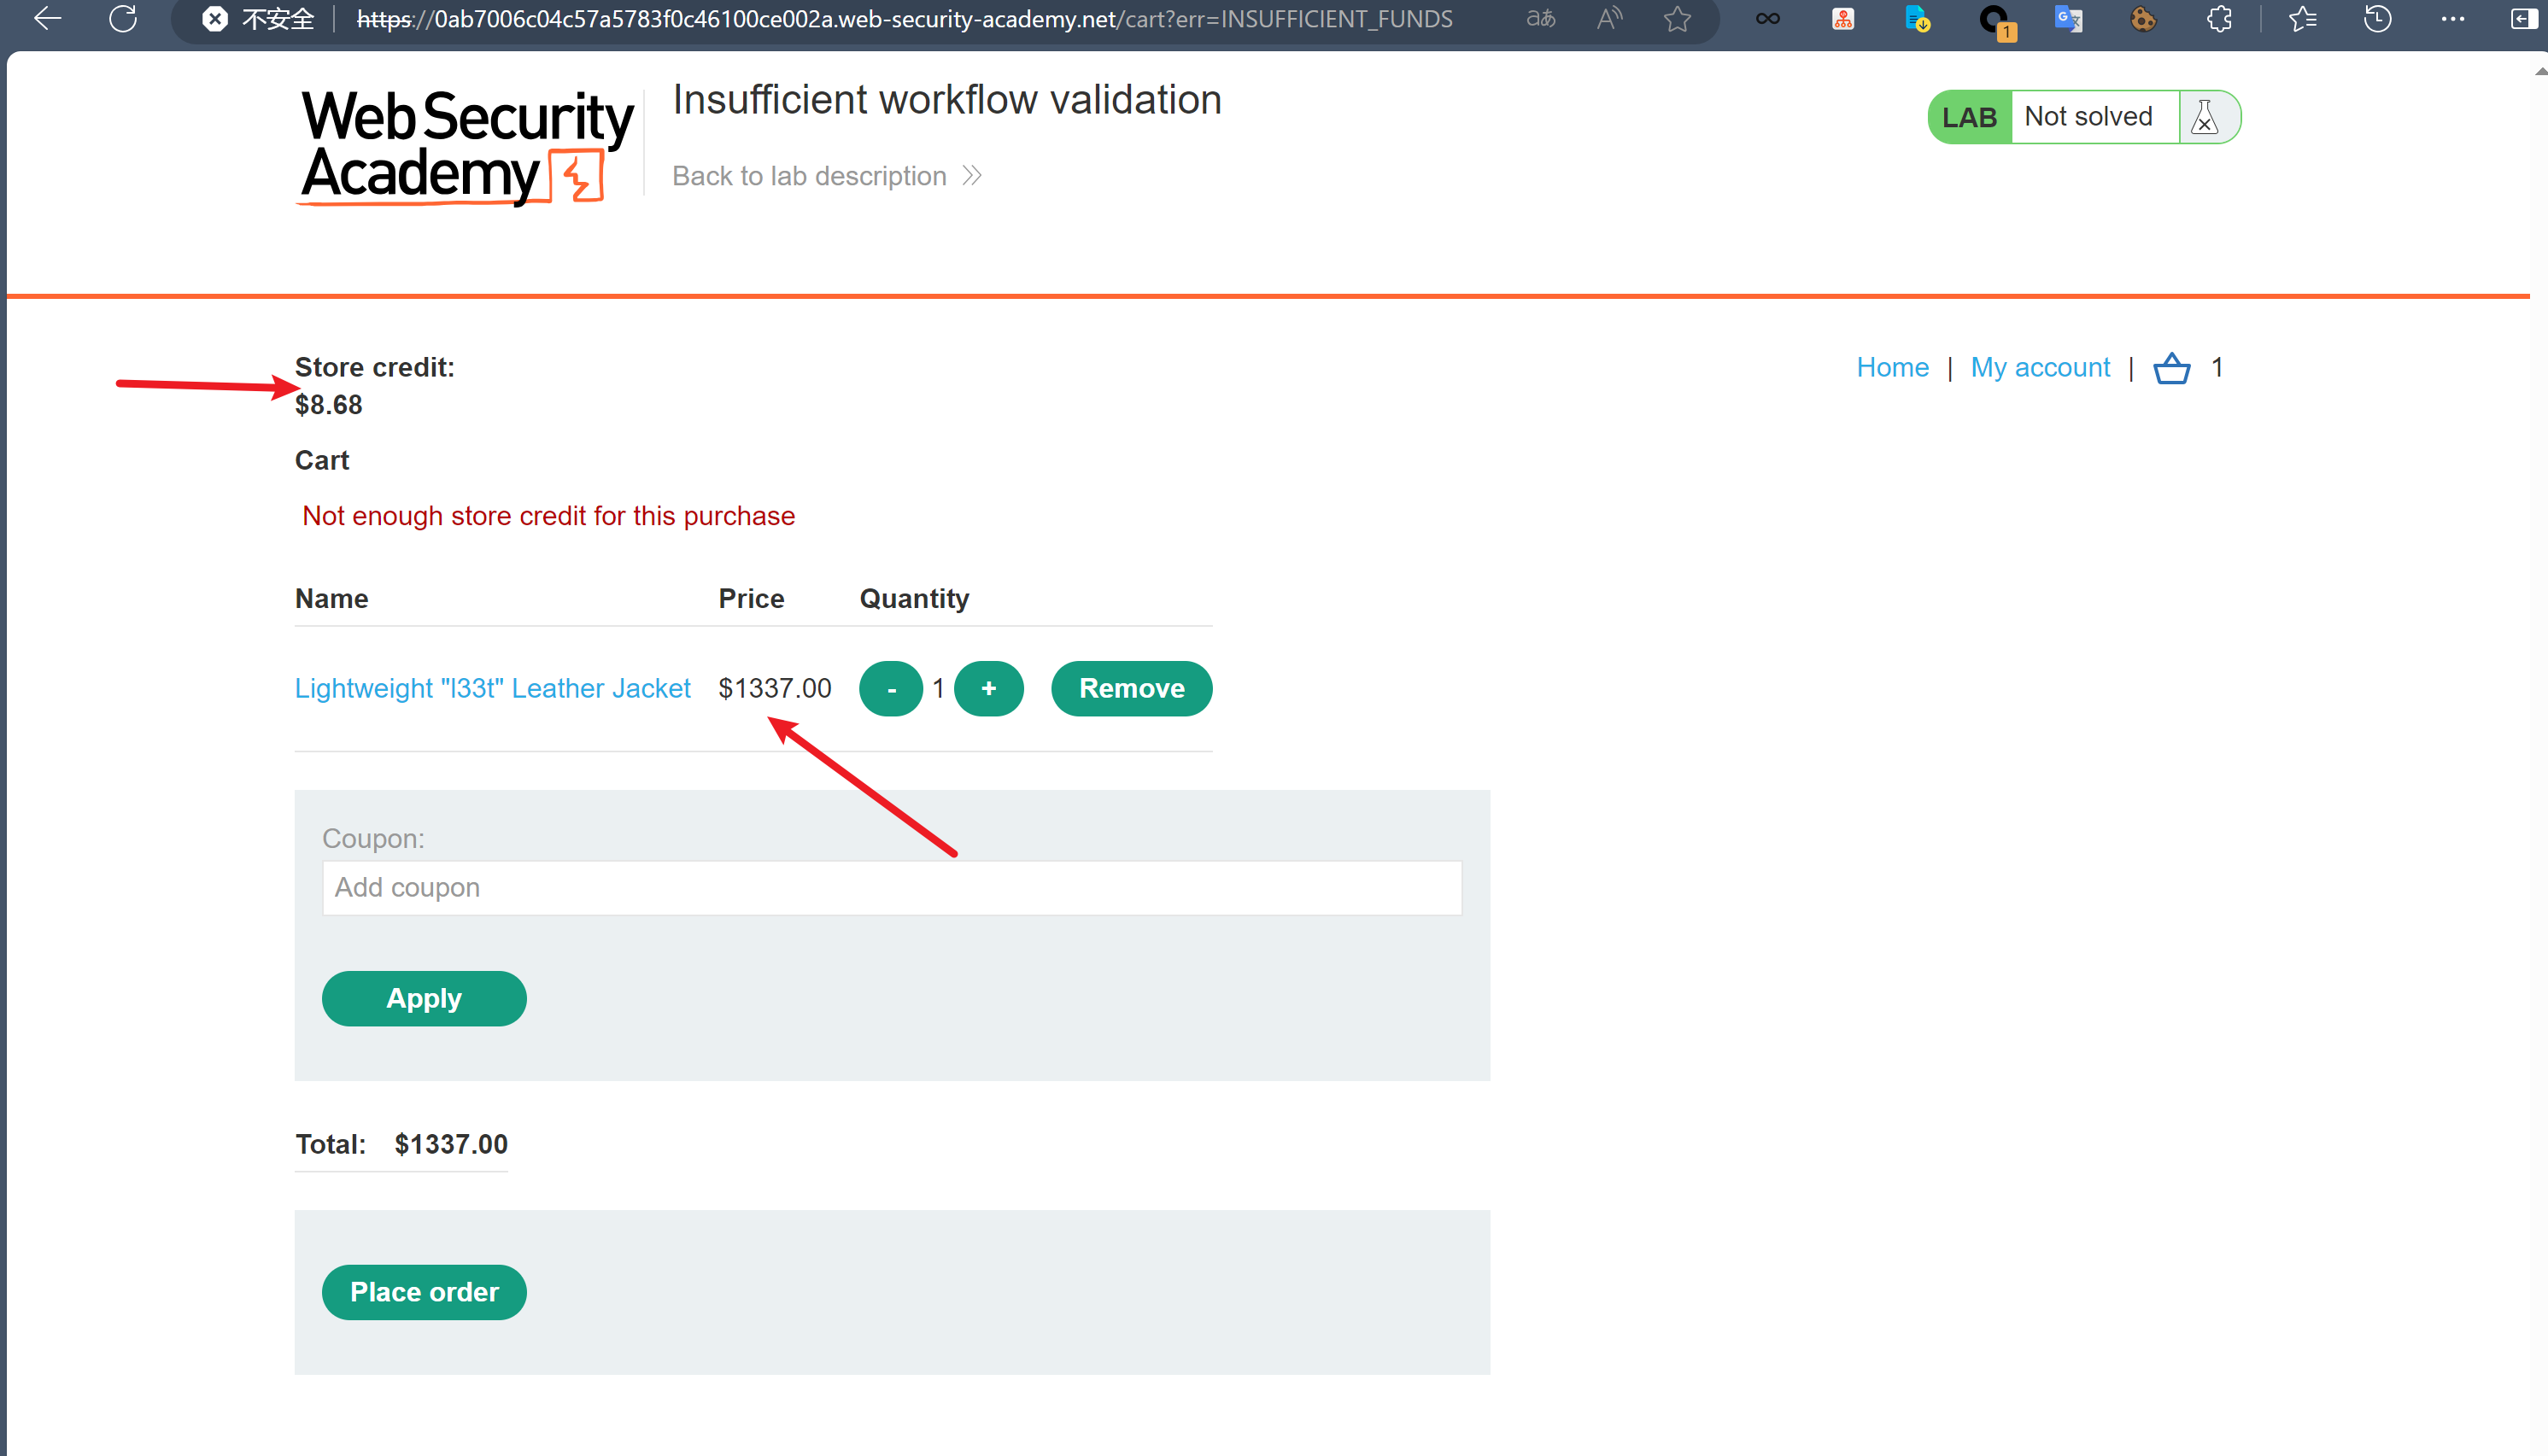 不安全 https://0ab7006c04c57a5783f0c46100ce002a.web-security-academy.net/cart?err=INSUFFICIENT_FUNDS aあ A 1
Web Security
Academy
Insufficient workflow validation
Back to lab description
LAB Not solved
Store credit:
$8.68
Home | My account | 1
Cart
Not enough store credit for this purchase
Name Price Quantity
Lightweight "l33t" Leather Jacket $1337.00 - 1 + Remove
Coupon:
Add coupon
Apply
Total: $1337.00
Place order